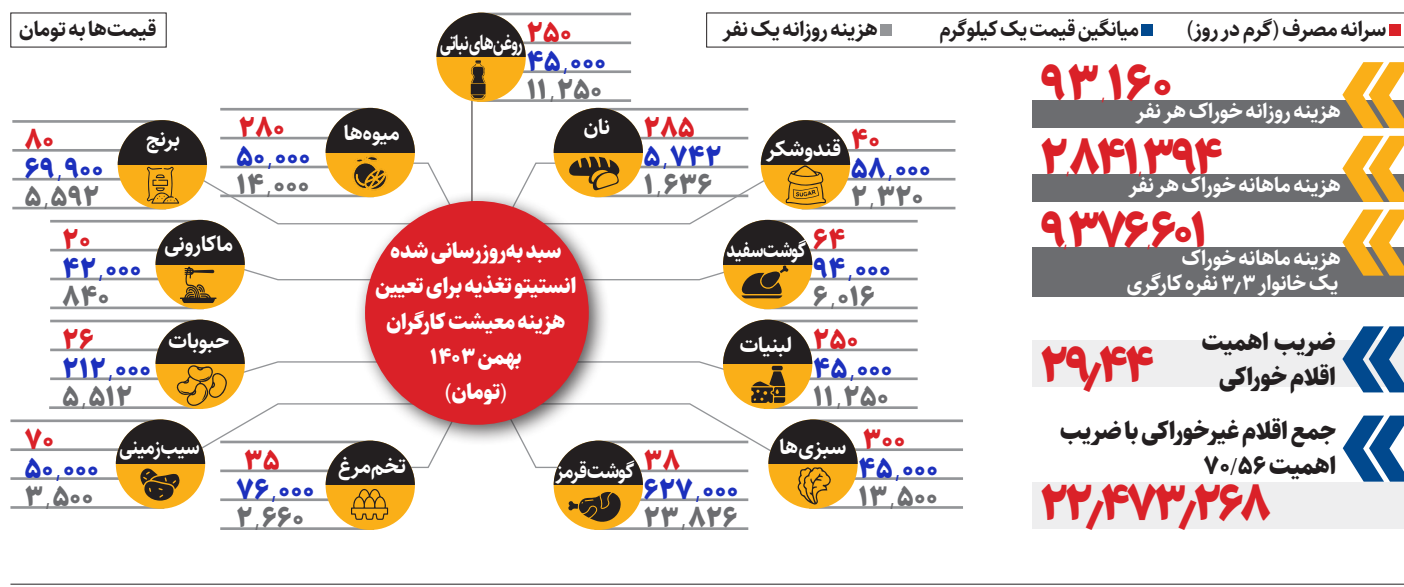 سرانه مصرف (گرم در روز)
میانگین قیمت یک کیلوگرم
هزینه روزانه یک نفر
قیمت‌ها به تومان
۹۳,۱۶۰
هزینه روزانه خوراک هر نفر
۲,۸۴۱,۳۹۴
هزینه ماهانه خوراک هر نفر
۹,۳۷۶,۶۰۱
هزینه ماهانه خوراک
یک خانوار ۳٫۳ نفره کارگری
ضریب اهمیت
اقلام خوراکی
۲۹٫۴۴
جمع اقلام غیرخوراکی با ضریب
اهمیت ۷۰/۵۶
۲۲٫۴۷۳٫۲۶۸
سبد به‌روزرسانی شده
انستیتو تغذیه برای تعیین
هزینه معیشت کارگران
بهمن ۱۴۰۳
(تومان)
روغن‌های نباتی
۲۵۰
۴۵,۰۰۰
۱۱,۲۵۰
نان
۲۸۵
۵,۷۴۲
۱,۶۳۶
قندوشکر
SUGAR
۴۰
۵۸,۰۰۰
۲,۳۲۰
گوشت‌سفید
۶۴
۹۴,۰۰۰
۶,۰۱۶
لبنیات
۲۵۰
۴۵,۰۰۰
۱۱,۲۵۰
سبزی‌ها
۳۰۰
۴۵,۰۰۰
۱۳,۵۰۰
گوشت‌قرمز
۳۸
۶۲۷,۰۰۰
۲۳,۸۲۶
تخم‌مرغ
۳۵
۷۶,۰۰۰
۲,۶۶۰
سیب‌زمینی
۷۰
۵۰,۰۰۰
۳,۵۰۰
حبوبات
۲۶
۲۱۲,۰۰۰
۵,۵۱۲
ماکارونی
۲۰
۴۲,۰۰۰
۸۴۰
برنج
۸۰
۶۹,۹۰۰
۵,۵۹۲
میوه‌ها
۲۸۰
۵۰,۰۰۰
۱۴,۰۰۰